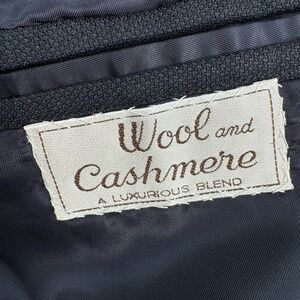 Wool and
Cashmere
A LUXURIOUS BLEND